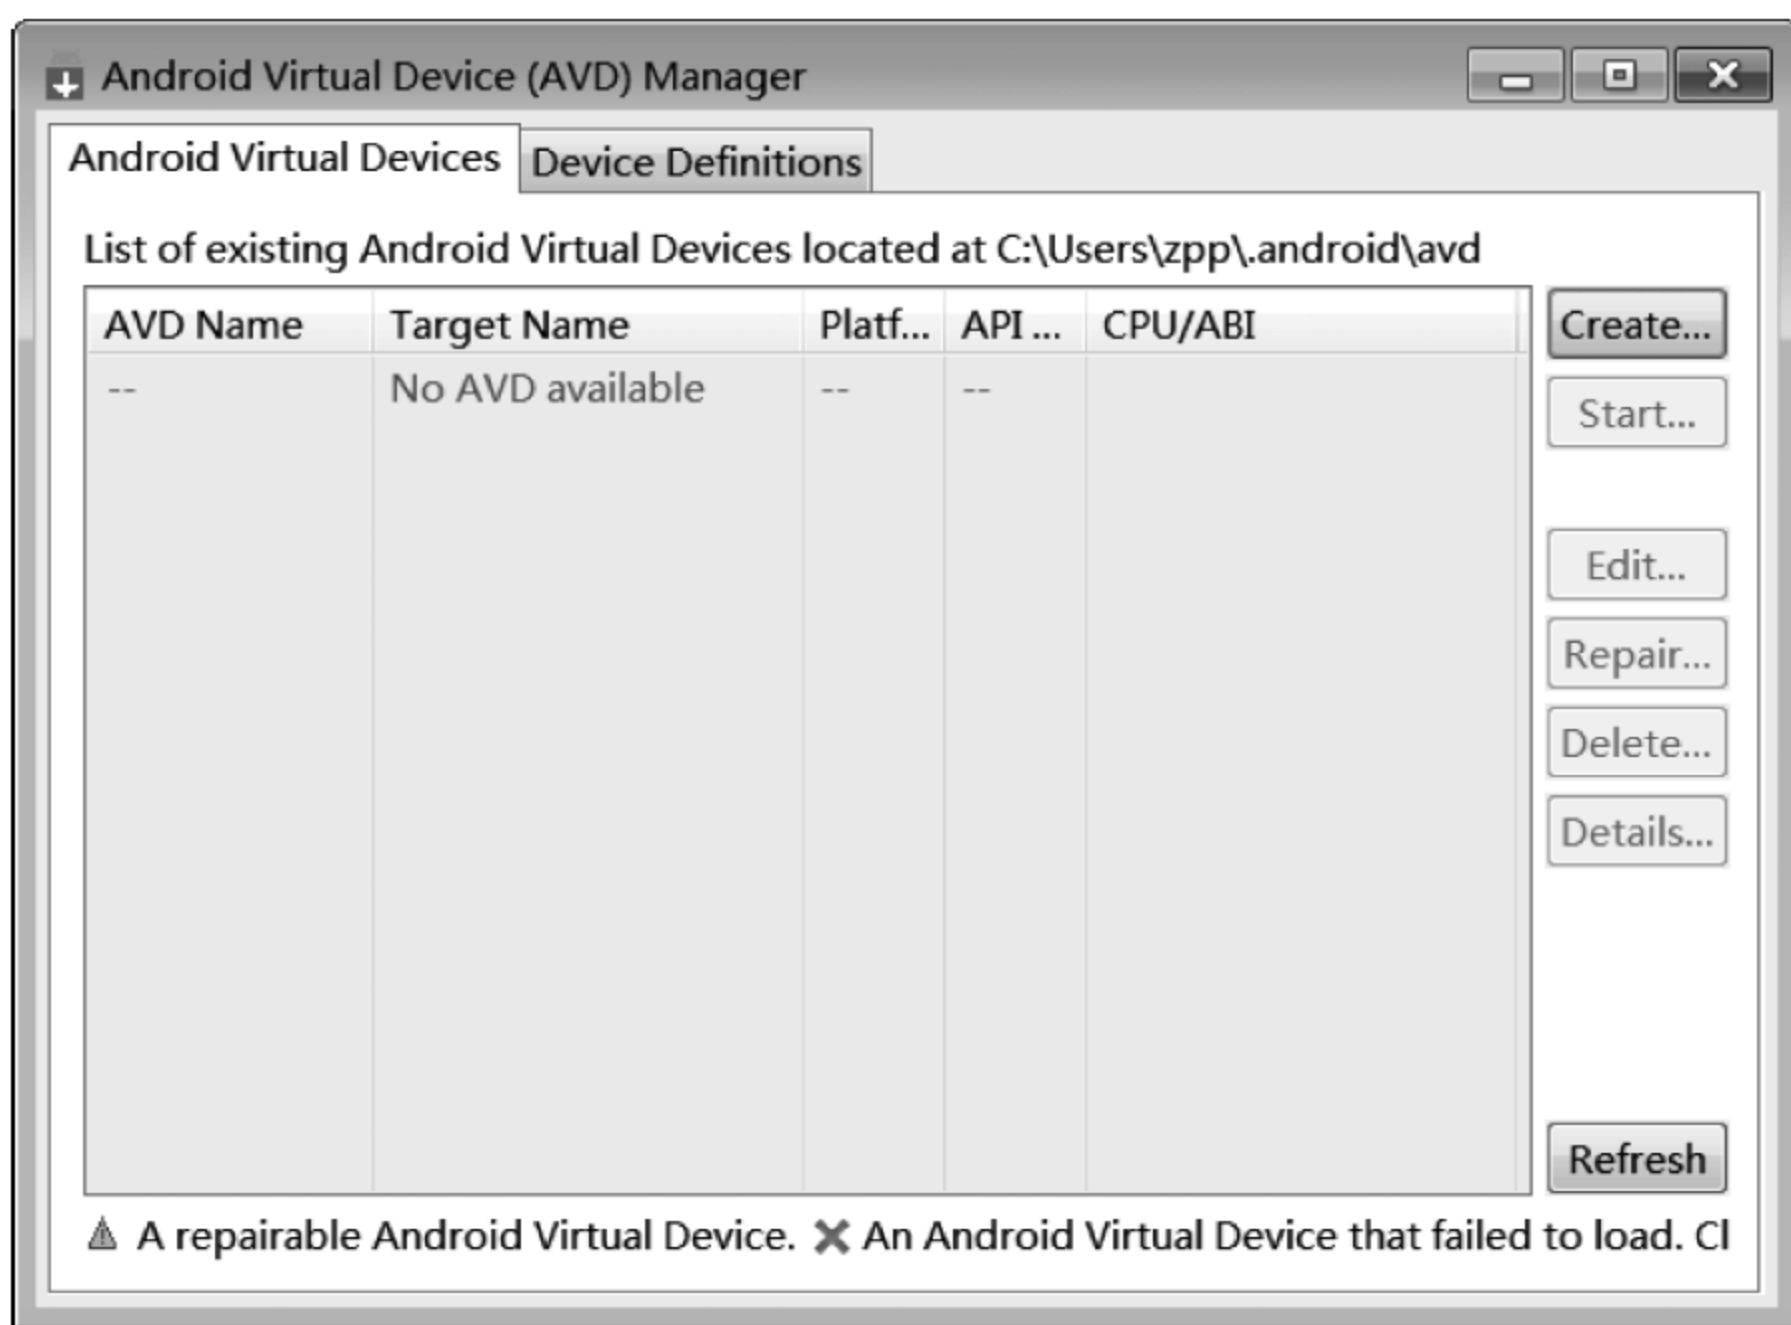 Android Virtual Device (AVD) Manager
Android Virtual Devices
Device Definitions
List of existing Android Virtual Devices located at C:\Users\zpp\.android\avd
AVD Name Target Name Platf... API ... CPU/ABI
-- No AVD available -- --
Create...
Start...
Edit...
Repair...
Delete...
Details...
Refresh
A repairable Android Virtual Device. An Android Virtual Device that failed to load. Cl